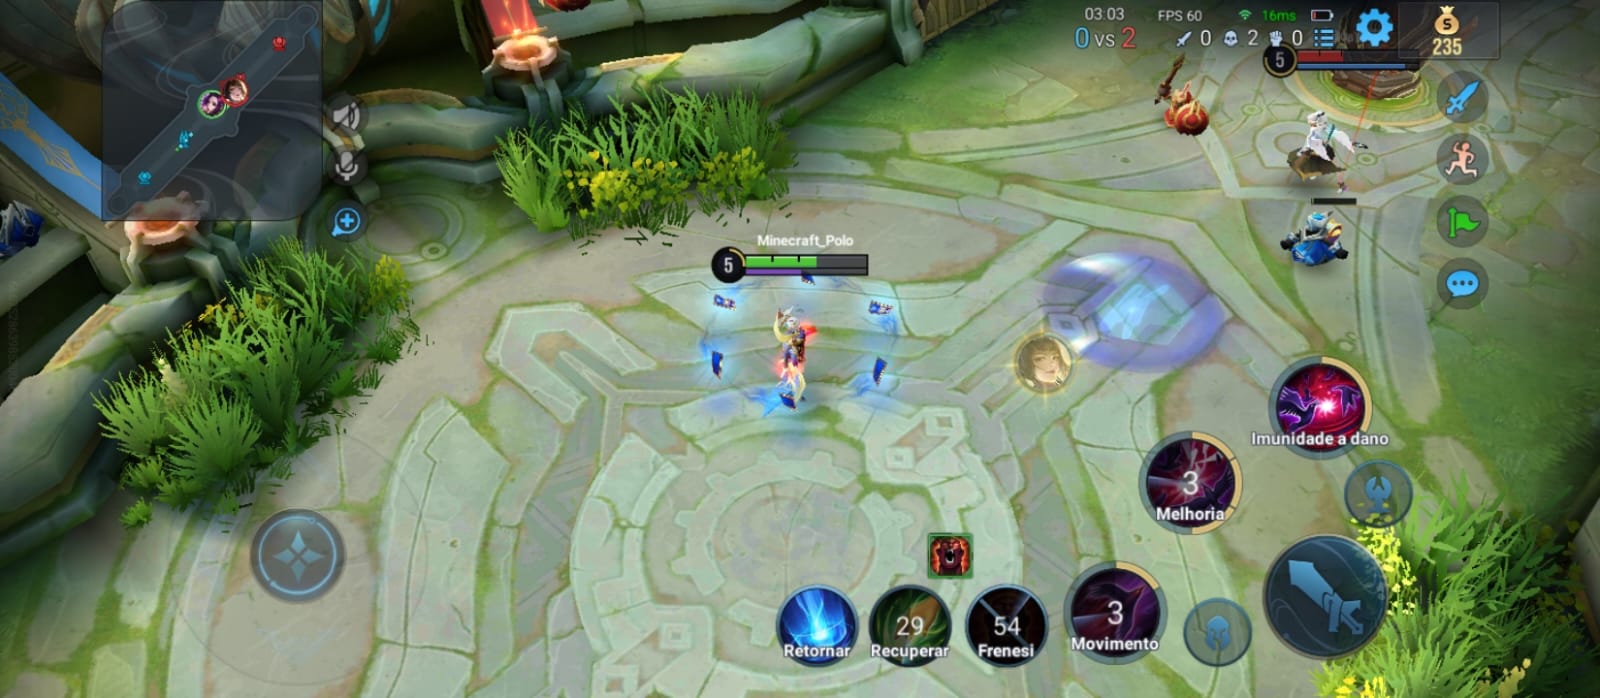 03:03 FPS 60 16ms
0 VS 2 0 2 0
S
235
5
Minecraft_Polo
5
Imunidade a dano
3
Melhoria
3
Movimento
Retornar
29
Recuperar
54
Frenesi